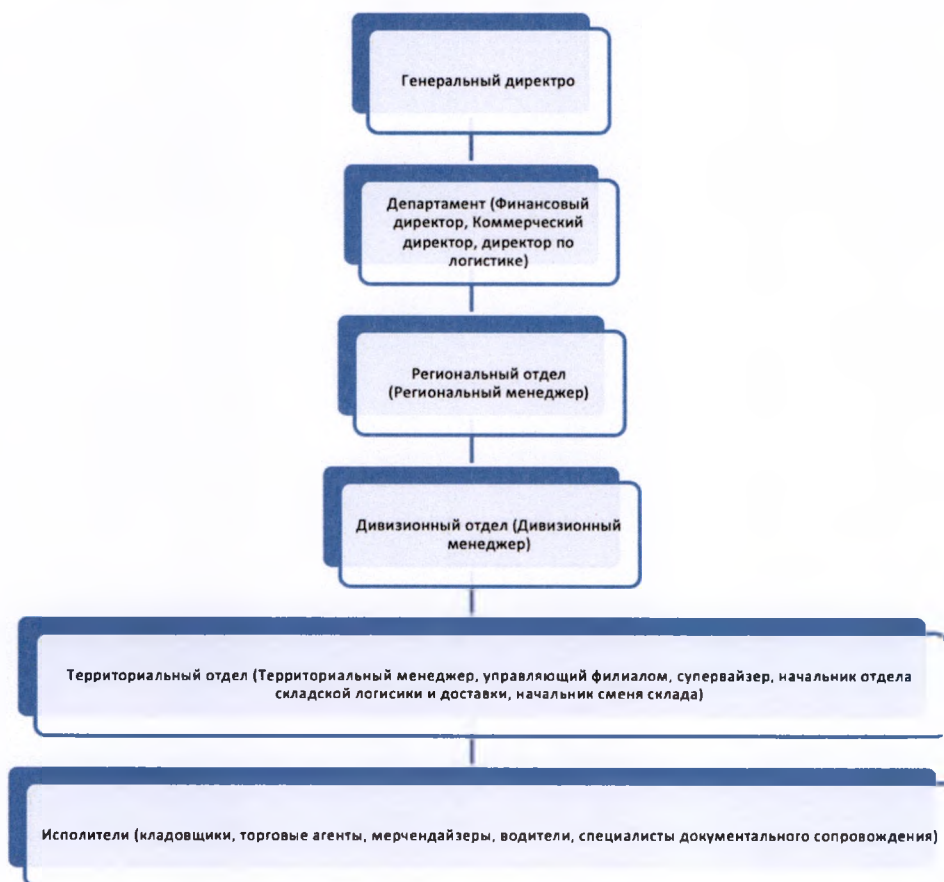 Генеральный директро
Департамент (Финансовый
директор, Коммерческий
директор, директор по
логистике)
Региональный отдел
(Региональный менеджер)
Дивизионный отдел (Дивизионный
менеджер)
Территориальный отдел (Территориальный менеджер, управляющий филиалом, супервайзер, начальник отдела
складской логисики и доставки, начальник сменя склада)
Исполители (кладовщики, торговые агенты, мерчендайзеры, водители, специалисты документального сопровождения)